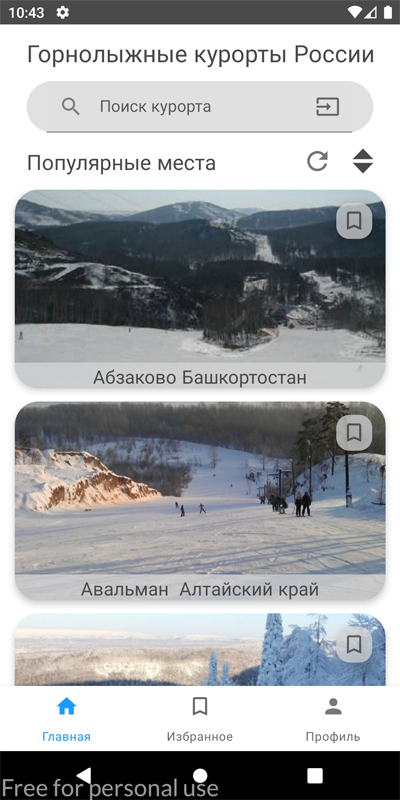 10:43
Горнолыжные курорты России
Поиск курорта
Популярные места
Абзаково Башкортостан
Авальман Алтайский край
Главная
Избранное
Профиль
Free for personal use